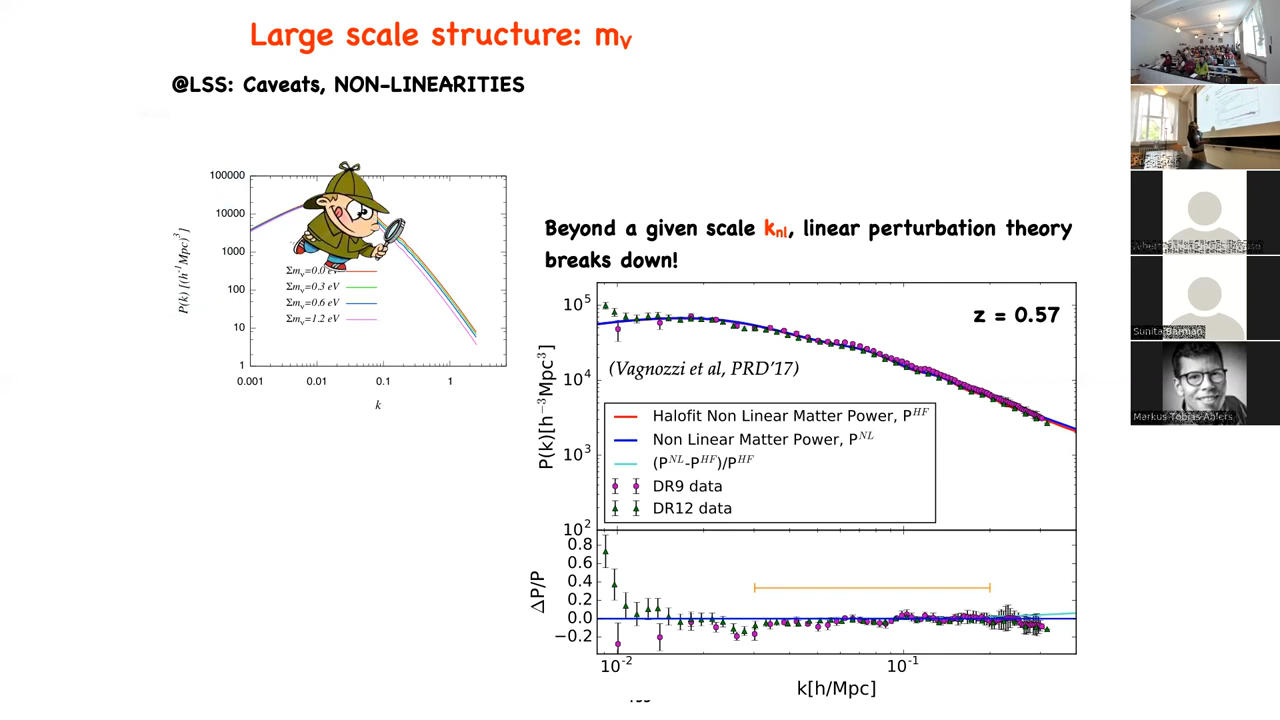 Large scale structure: mν
@LSS: Caveats, NON-LINEARITIES
100000
10000
1000
100
10
1
P(k) [(h⁻¹Mpc)³]
Σmν=0.0 eV
Σmν=0.3 eV
Σmν=0.6 eV
Σmν=1.2 eV
0.001 0.01 0.1 1
k
Beyond a given scale knl, linear perturbation theory
breaks down!
z = 0.57
(Vagnozzi et al, PRD'17)
10⁵
10⁴
10³
10²
P(k)[h⁻³Mpc³]
Halofit Non Linear Matter Power, Pᴴᶠ
Non Linear Matter Power, Pᴺᴸ
(Pᴺᴸ-Pᴴᶠ)/Pᴴᶠ
DR9 data
DR12 data
0.8
0.6
0.4
0.2
0.0
−0.2
ΔP/P
10⁻² 10⁻¹
k[h/Mpc]
Sunita Barman
Markus Tobias Ahlers